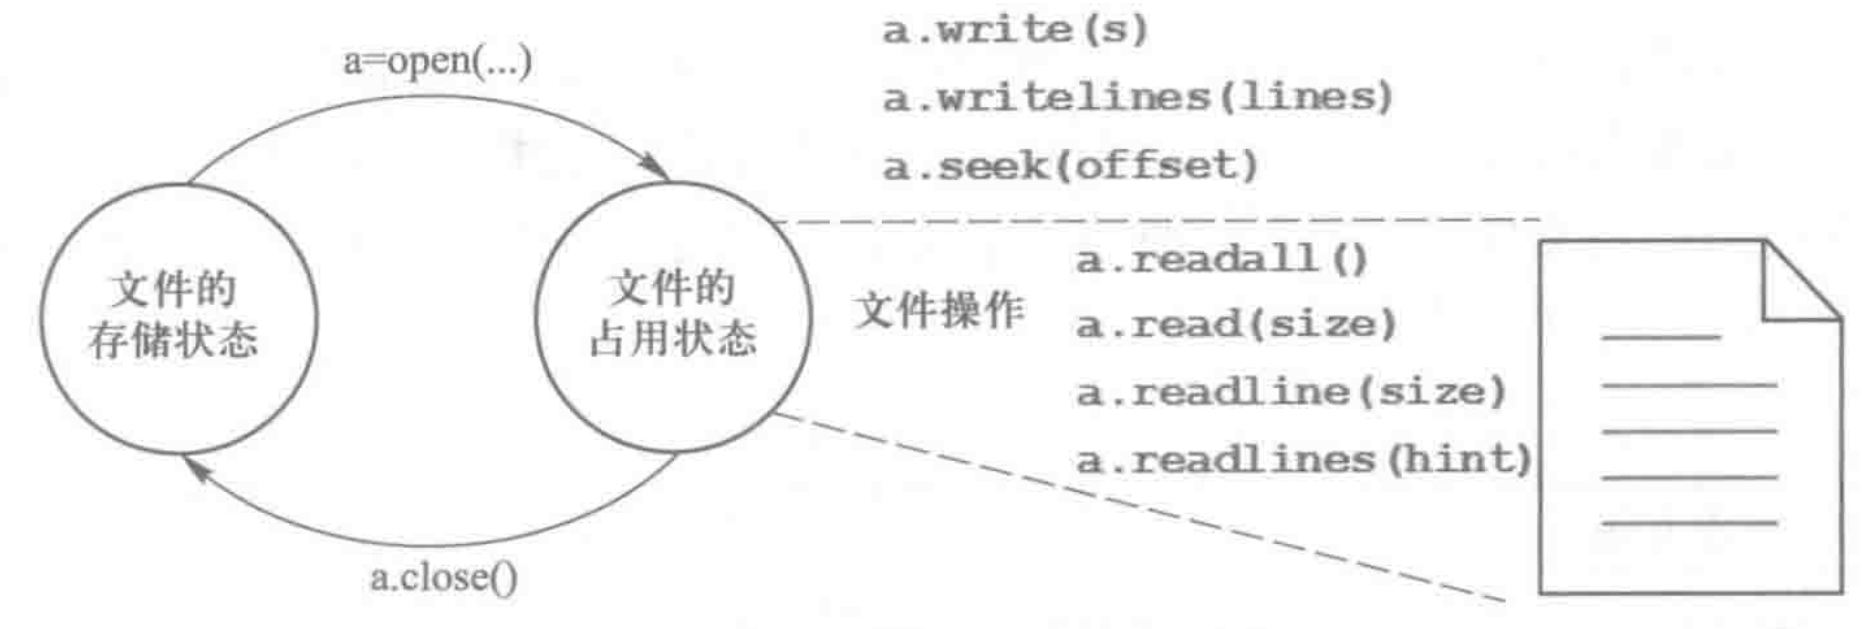 a=open(...)
文件的
存储状态
文件的
占用状态
a.close()
a.write(s)
a.writelines(lines)
a.seek(offset)
文件操作
a.readall()
a.read(size)
a.readline(size)
a.readlines(hint)